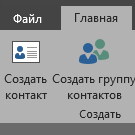 Файл Главная
Создать контакт
Создать группу контактов
Создать